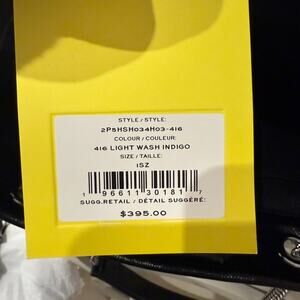 STYLE / STYLE:
2P5HSH034H03-416
COLOUR / COULEUR:
416 LIGHT WASH INDIGO
SIZE / TAILLE:
1SZ
1 96611 30181 7
SUGG.RETAIL / DÉTAIL SUGGÉRÉ:
$395.00